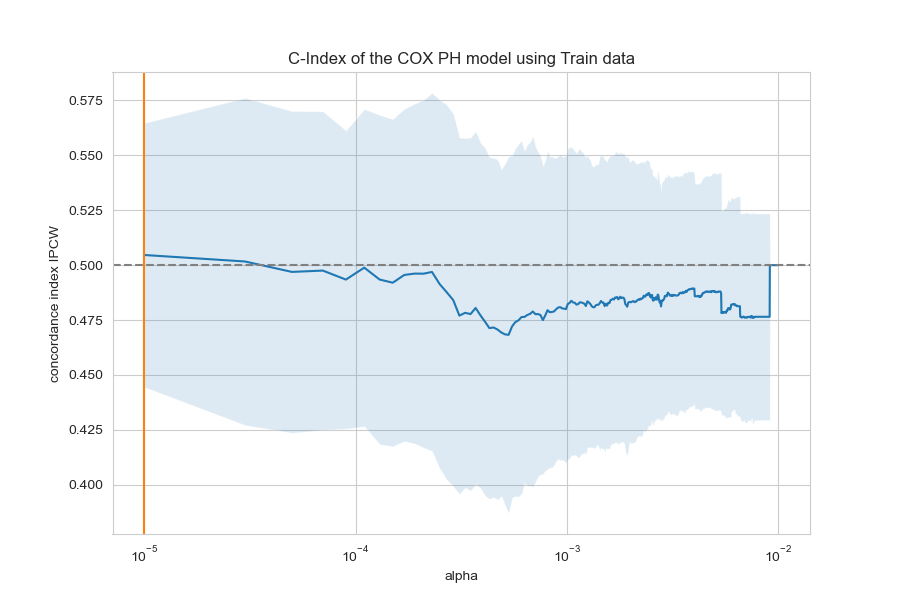 C-Index of the COX PH model using Train data
concordance index IPCW
0.575
0.550
0.525
0.500
0.475
0.450
0.425
0.400
10⁻⁵ 10⁻⁴ 10⁻³ 10⁻²
alpha